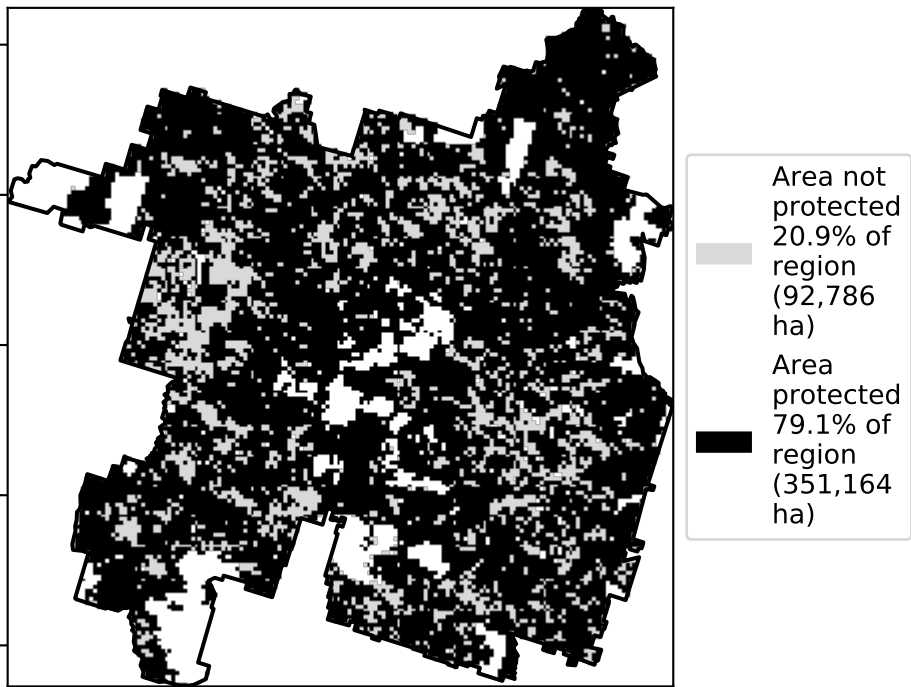 Area not
protected
20.9% of
region
(92,786
ha)
Area
protected
79.1% of
region
(351,164
ha)